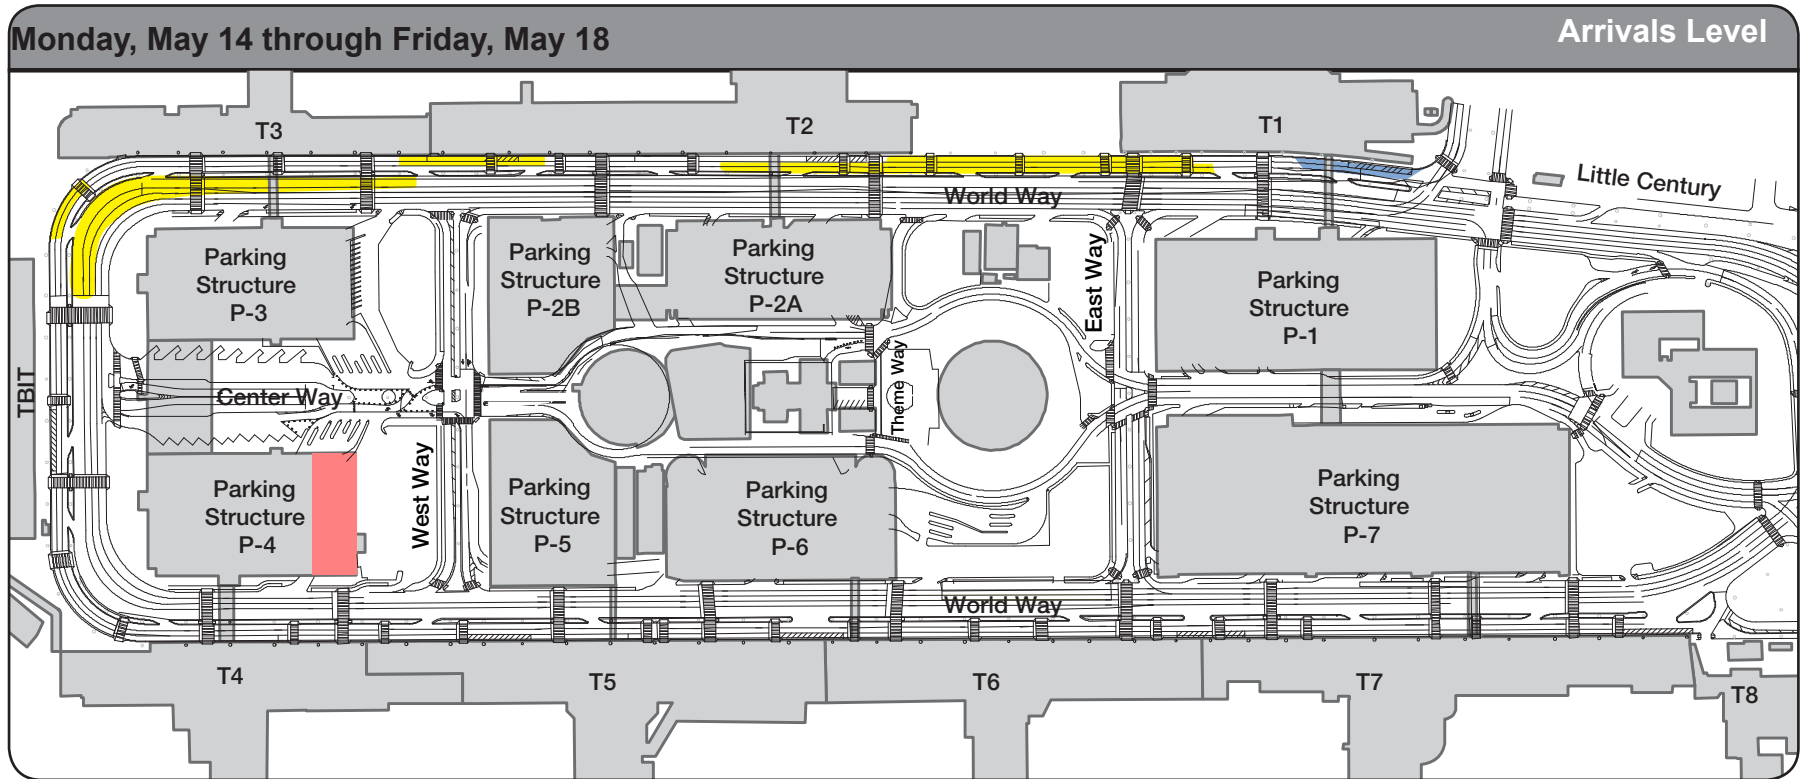 Monday, May 14 through Friday, May 18
Arrivals Level
T3
T2
T1
Little Century
World Way
Parking
Structure
P-3
Parking
Structure
P-2B
Parking
Structure
P-2A
East Way
Parking
Structure
P-1
TBIT
Center Way
Theme Way
West Way
Parking
Structure
P-4
Parking
Structure
P-5
Parking
Structure
P-6
Parking
Structure
P-7
World Way
T4
T5
T6
T7
T8